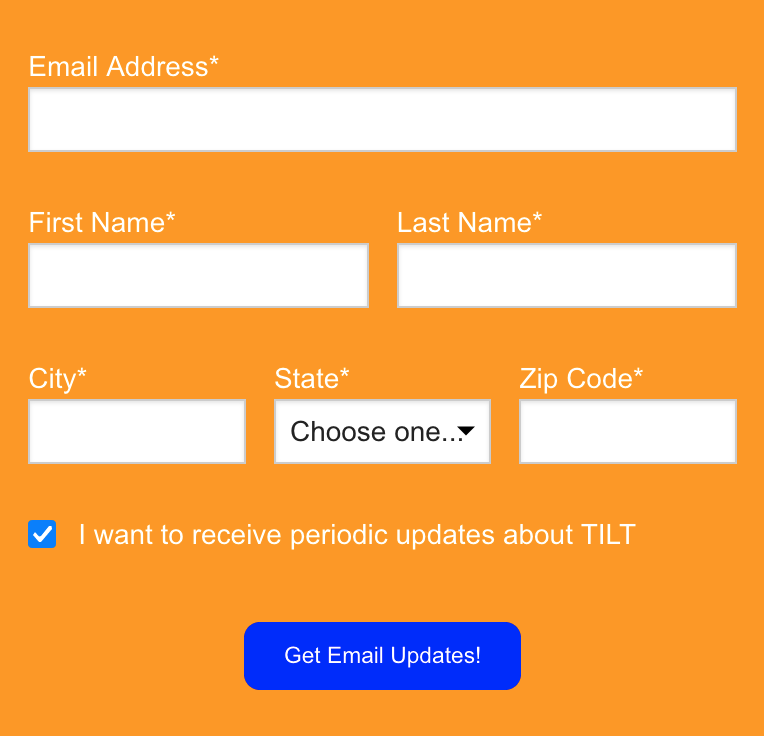 Email Address*
First Name* Last Name*
City* State* Zip Code*
Choose one...
I want to receive periodic updates about TILT
Get Email Updates!